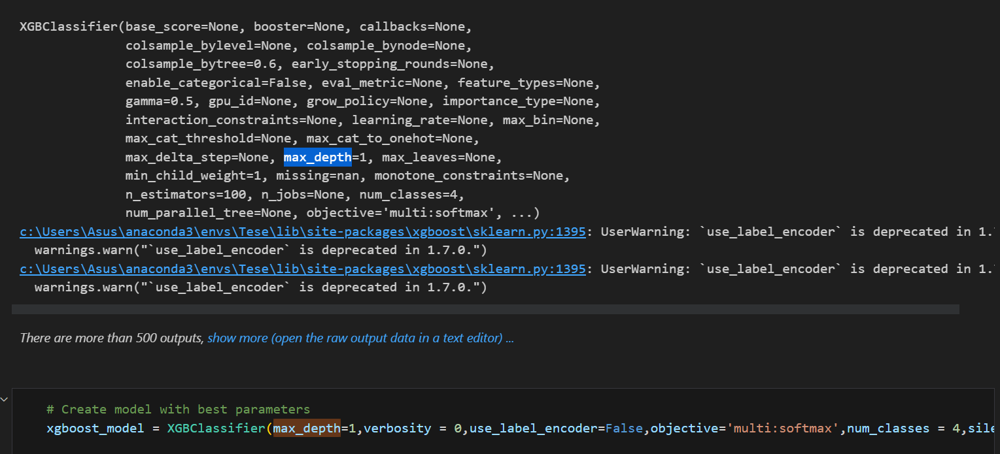 XGBClassifier(base_score=None, booster=None, callbacks=None,
              colsample_bylevel=None, colsample_bynode=None,
              colsample_bytree=0.6, early_stopping_rounds=None,
              enable_categorical=False, eval_metric=None, feature_types=None,
              gamma=0.5, gpu_id=None, grow_policy=None, importance_type=None,
              interaction_constraints=None, learning_rate=None, max_bin=None,
              max_cat_threshold=None, max_cat_to_onehot=None,
              max_delta_step=None, max_depth=1, max_leaves=None,
              min_child_weight=1, missing=nan, monotone_constraints=None,
              n_estimators=100, n_jobs=None, num_classes=4,
              num_parallel_tree=None, objective='multi:softmax', ...)
c:\Users\Asus\anaconda3\envs\Tese\lib\site-packages\xgboost\sklearn.py:1395: UserWarning: `use_label_encoder` is deprecated in 1.
  warnings.warn("`use_label_encoder` is deprecated in 1.7.0.")
c:\Users\Asus\anaconda3\envs\Tese\lib\site-packages\xgboost\sklearn.py:1395: UserWarning: `use_label_encoder` is deprecated in 1.
  warnings.warn("`use_label_encoder` is deprecated in 1.7.0.")
There are more than 500 outputs, show more (open the raw output data in a text editor) ...
# Create model with best parameters
xgboost_model = XGBClassifier(max_depth=1,verbosity = 0,use_label_encoder=False,objective='multi:softmax',num_classes = 4,sile